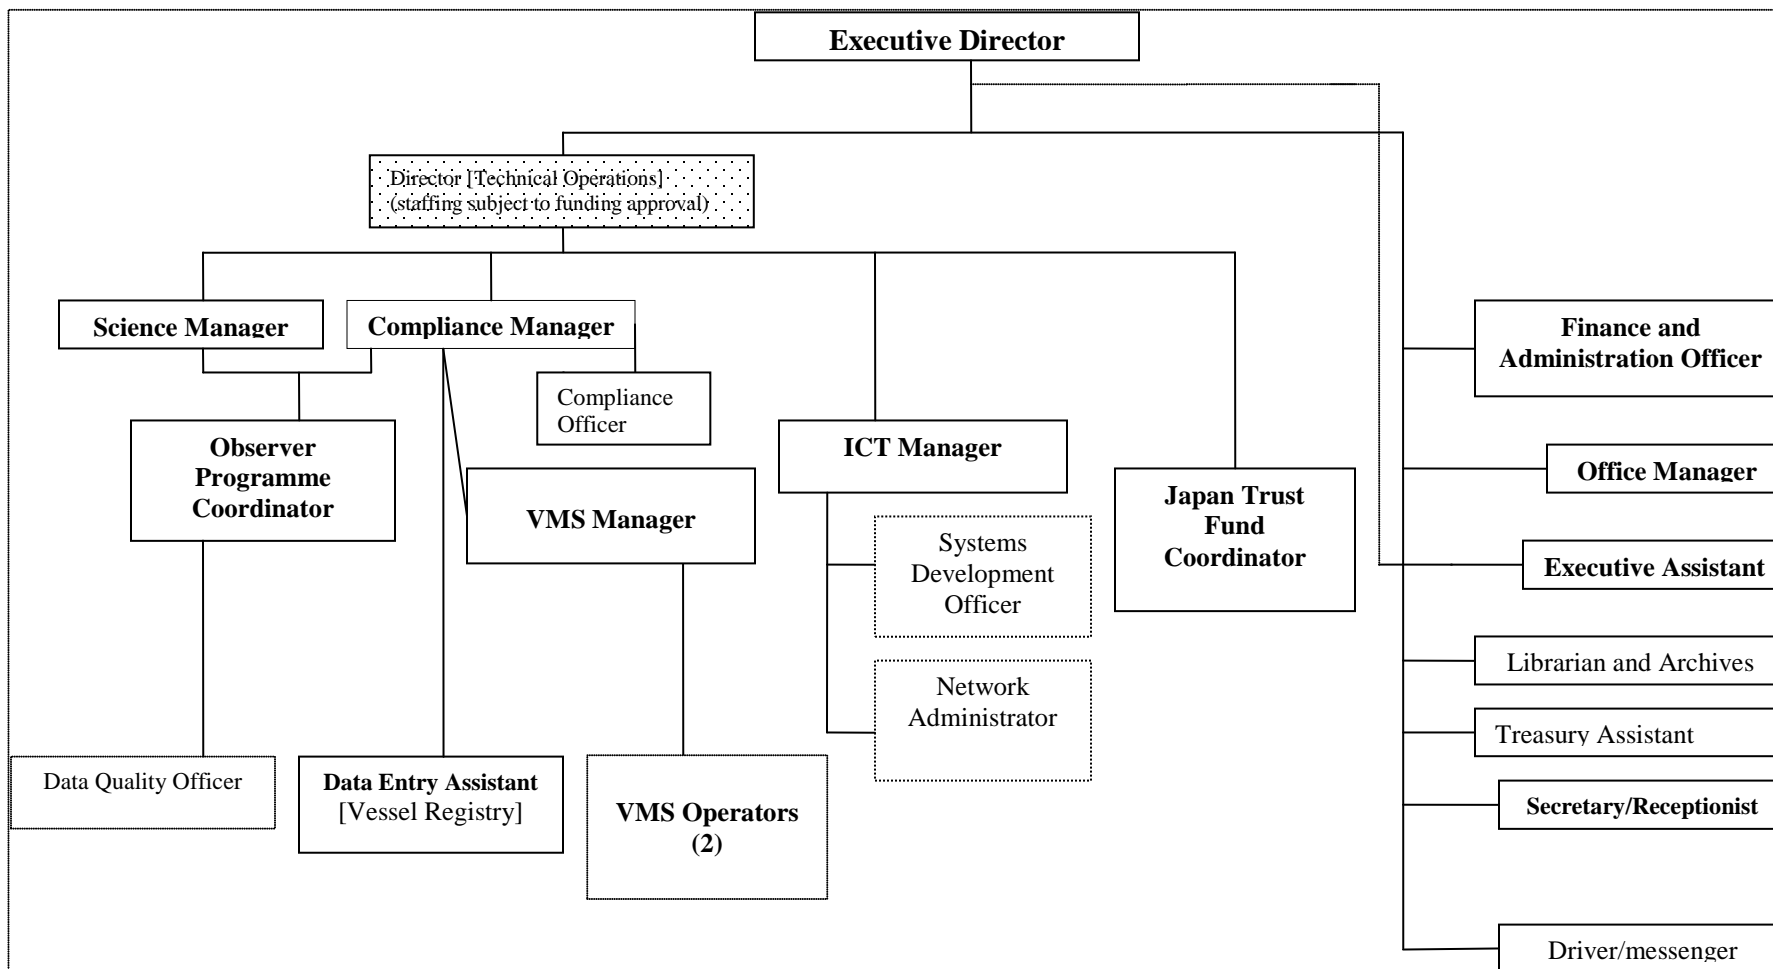 Executive Director
Director [Technical Operations]
(staffing subject to funding approval)
Science Manager
Compliance Manager
Finance and
Administration Officer
Compliance
Officer
Observer
Programme
Coordinator
ICT Manager
Office Manager
VMS Manager
Japan Trust
Fund
Coordinator
Systems
Development
Officer
Executive Assistant
Librarian and Archives
Network
Administrator
Treasury Assistant
Data Quality Officer
Data Entry Assistant
[Vessel Registry]
VMS Operators
(2)
Secretary/Receptionist
Driver/messenger